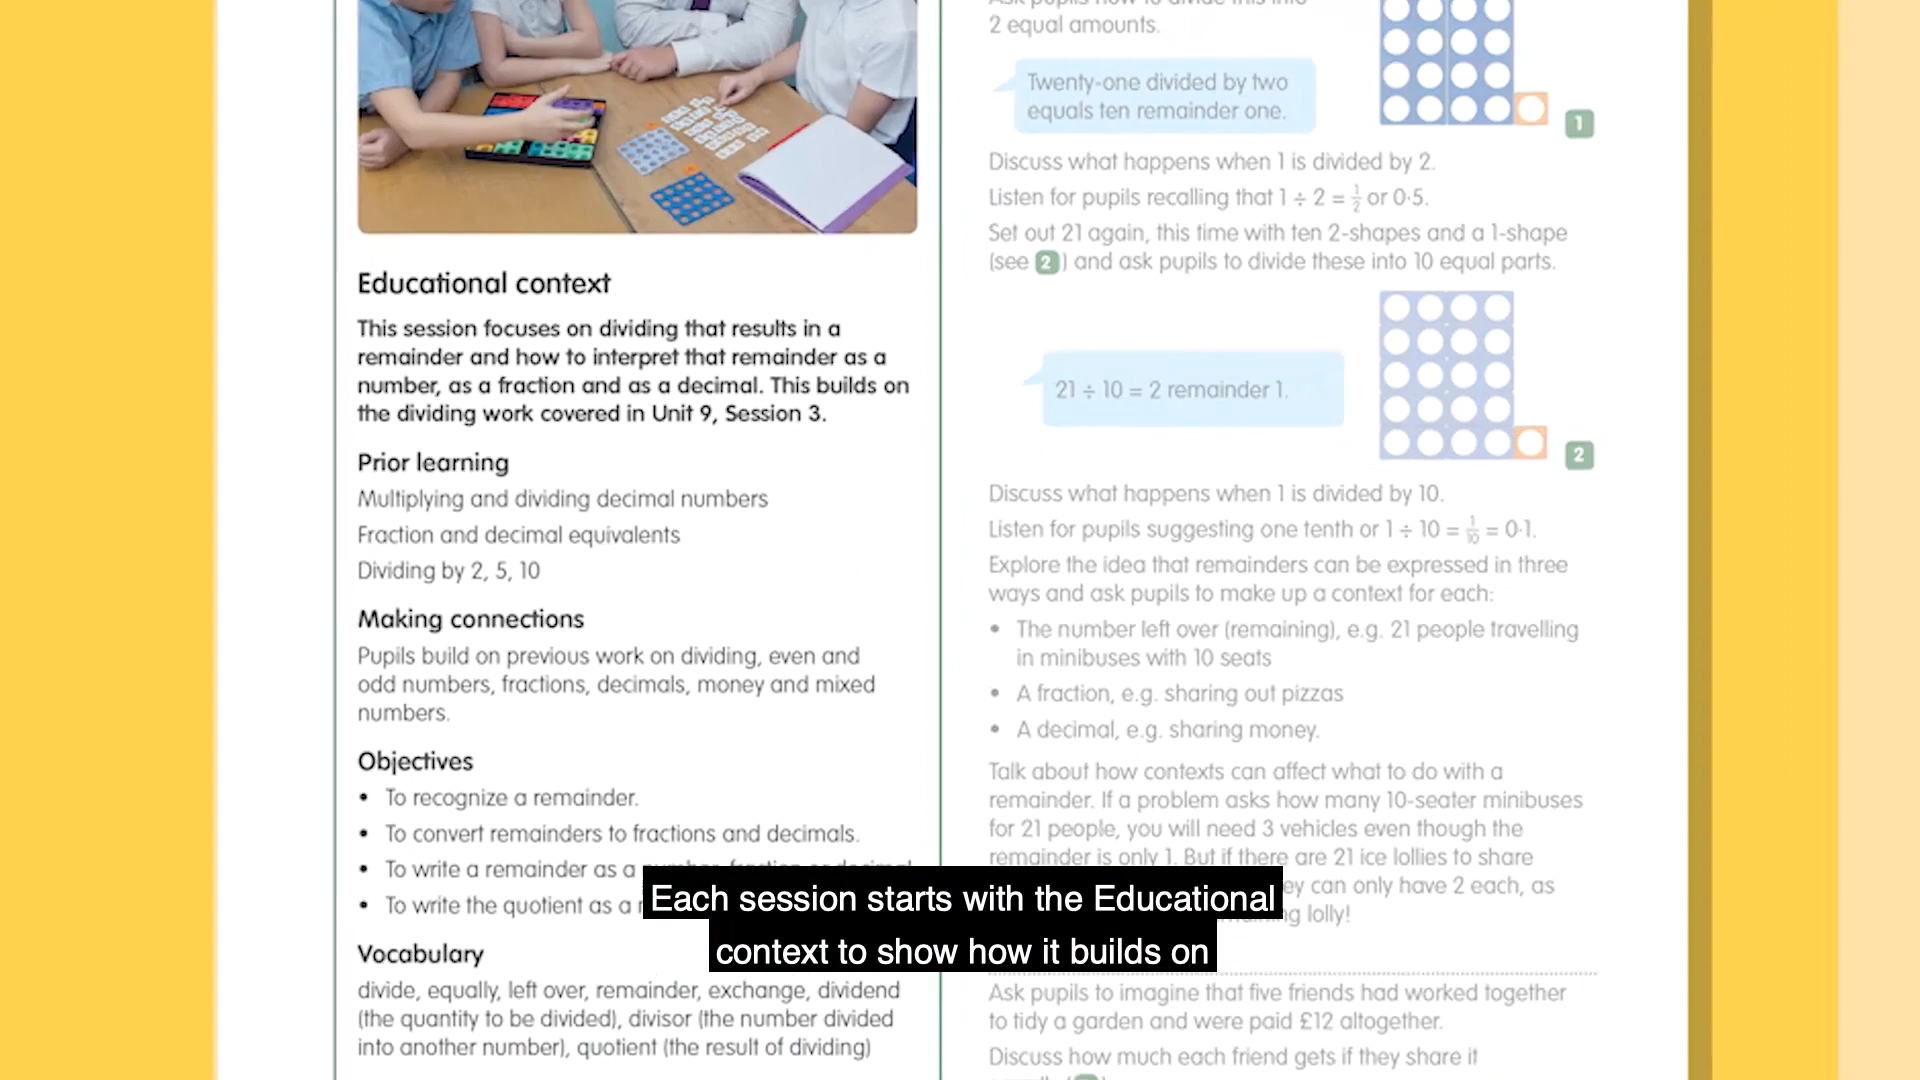 Educational context
This session focuses on dividing that results in a
remainder and how to interpret that remainder as a
number, as a fraction and as a decimal. This builds on
the dividing work covered in Unit 9, Session 3.
Prior learning
Multiplying and dividing decimal numbers
Fraction and decimal equivalents
Dividing by 2, 5, 10
Making connections
Pupils build on previous work on dividing, even and
odd numbers, fractions, decimals, money and mixed
numbers.
Objectives
• To recognize a remainder.
• To convert remainders to fractions and decimals.
• To write a remainder as a
• To write the quotient as a
Vocabulary
divide, equally, left over, remainder, exchange, dividend
(the quantity to be divided), divisor (the number divided
into another number), quotient (the result of dividing)
2 equal amounts.
Twenty-one divided by two
equals ten remainder one.
1
Discuss what happens when 1 is divided by 2.
Listen for pupils recalling that 1 ÷ 2 = 1/2 or 0·5.
Set out 21 again, this time with ten 2-shapes and a 1-shape
(see 2) and ask pupils to divide these into 10 equal parts.
21 ÷ 10 = 2 remainder 1.
2
Discuss what happens when 1 is divided by 10.
Listen for pupils suggesting one tenth or 1 ÷ 10 = 1/10 = 0·1.
Explore the idea that remainders can be expressed in three
ways and ask pupils to make up a context for each:
• The number left over (remaining), e.g. 21 people travelling
in minibuses with 10 seats
• A fraction, e.g. sharing out pizzas
• A decimal, e.g. sharing money.
Talk about how contexts can affect what to do with a
remainder. If a problem asks how many 10-seater minibuses
for 21 people, you will need 3 vehicles even though the
remainder is only 1. But if there are 21 ice lollies to share
can only have 2 each, as
lolly!
Ask pupils to imagine that five friends had worked together
to tidy a garden and were paid £12 altogether.
Discuss how much each friend gets if they share it
Each session starts with the Educational
context to show how it builds on